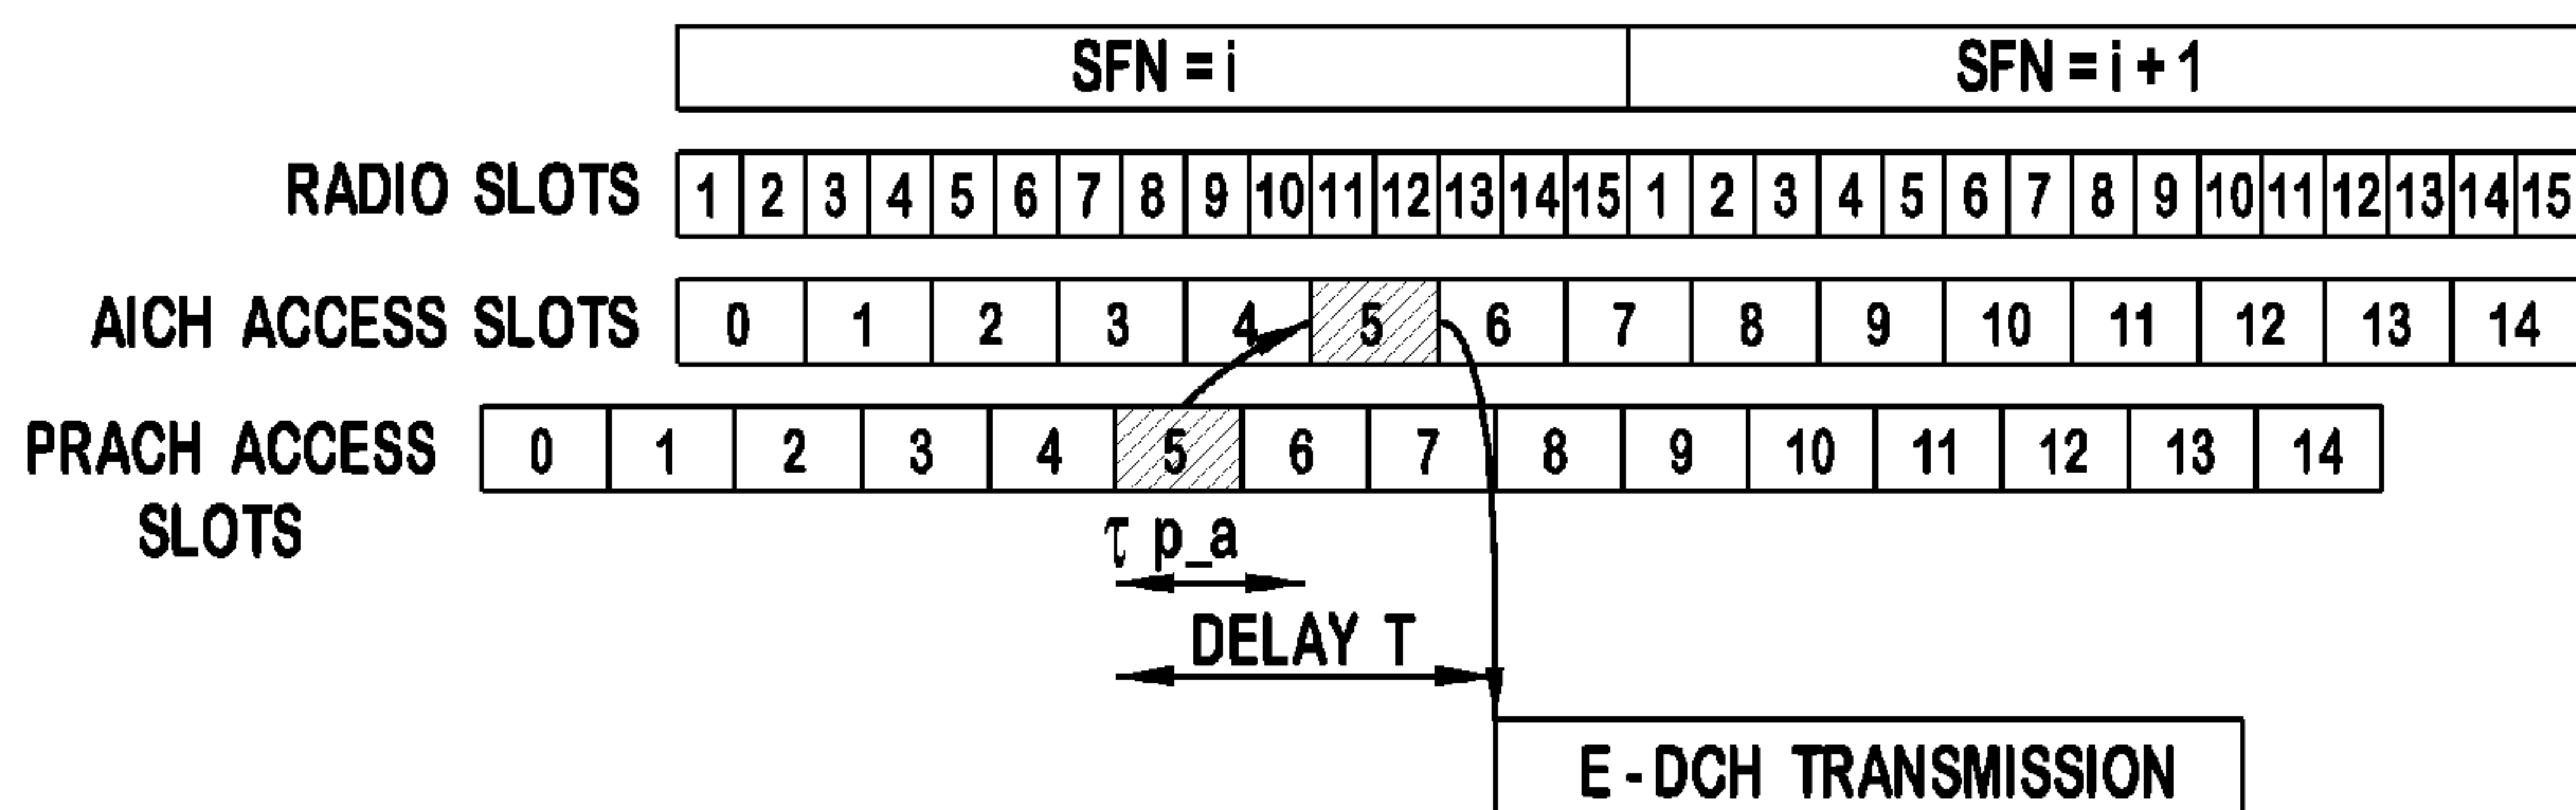 SFN = i SFN = i + 1
RADIO SLOTS 1 2 3 4 5 6 7 8 9 10 11 12 13 14 15 1 2 3 4 5 6 7 8 9 10 11 12 13 14 15
AICH ACCESS SLOTS 0 1 2 3 4 5 6 7 8 9 10 11 12 13 14
PRACH ACCESS SLOTS 0 1 2 3 4 5 6 7 8 9 10 11 12 13 14
τ p_a
DELAY T
E-DCH TRANSMISSION